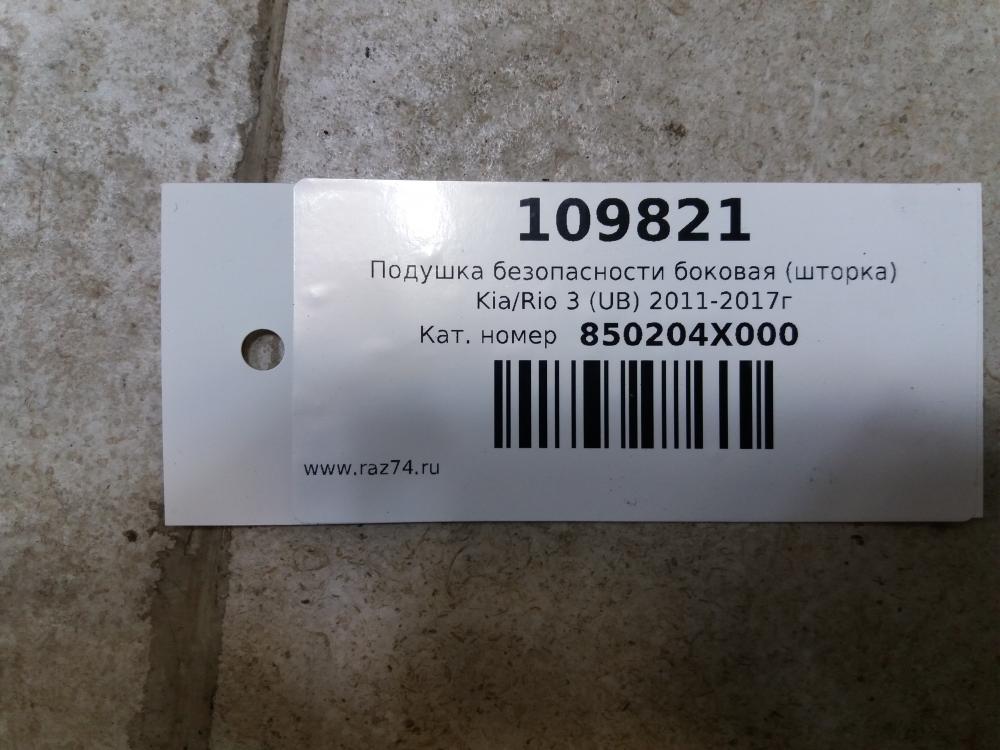 109821
Подушка безопасности боковая (шторка)
Kia/Rio 3 (UB) 2011-2017г
Кат. номер 850204X000
www.raz74.ru